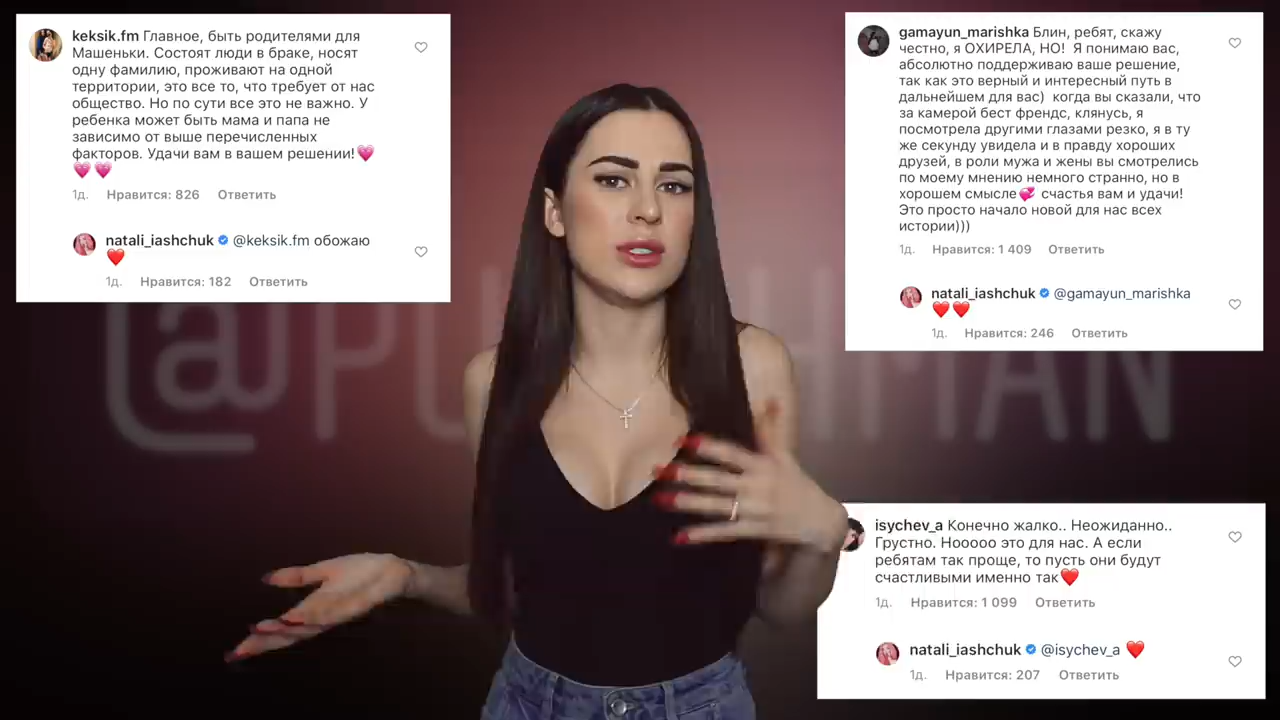 keksik.fm Главное, быть родителями для
Машеньки. Состоят люди в браке, носят
одну фамилию, проживают на одной
территории, это все то, что требует от нас
общество. Но по сути все это не важно. У
ребенка может быть мама и папа не
зависимо от выше перечисленных
факторов. Удачи вам в вашем решении!💗
💗💗
1д. Нравится: 826 Ответить
natali_iashchuk @keksik.fm обожаю
❤️
1д. Нравится: 182 Ответить
gamayun_marishka Блин, ребят, скажу
честно, я ОХИРЕЛА, НО! Я понимаю вас,
абсолютно поддерживаю ваше решение,
так как это верный и интересный путь в
дальнейшем для вас) когда вы сказали, что
за камерой бест френдс, клянусь, я
посмотрела другими глазами резко, я в ту
же секунду увидела и в правду хороших
друзей, в роли мужа и жены вы смотрелись
по моему мнению немного странно, но в
хорошем смысле💞 счастья вам и удачи!
Это просто начало новой для нас всех
истории)))
1д. Нравится: 1 409 Ответить
natali_iashchuk @gamayun_marishka
❤️❤️
1д. Нравится: 246 Ответить
isychev_a Конечно жалко.. Неожиданно..
Грустно. Нооооо это для нас. А если
ребятам так проще, то пусть они будут
счастливыми именно так❤️
1д. Нравится: 1 099 Ответить
natali_iashchuk @isychev_a ❤️
1д. Нравится: 207 Ответить